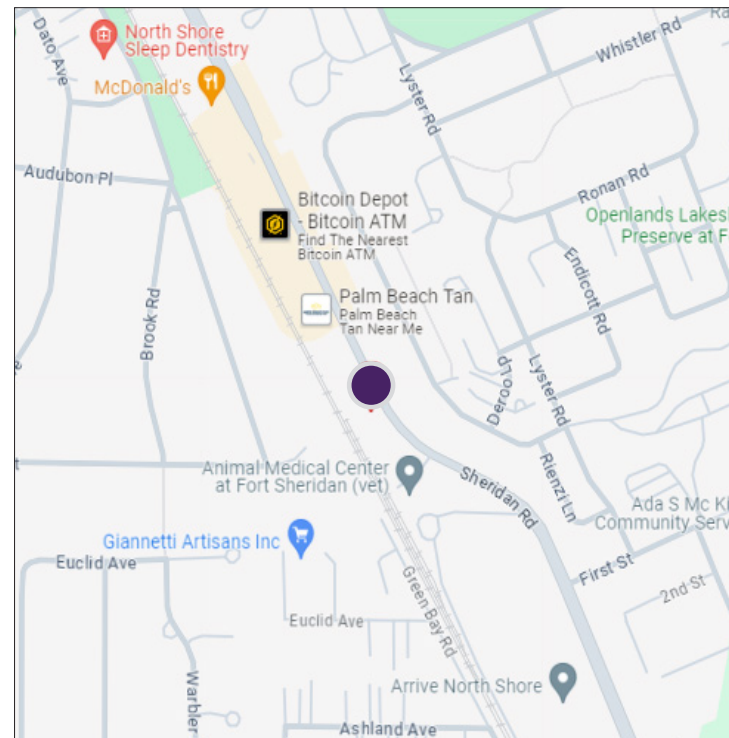 Dato Ave
North Shore
Sleep Dentistry
McDonald's
Lyster Rd
Whistler Rd
Audubon Pl
Bitcoin Depot
- Bitcoin ATM
Find The Nearest
Bitcoin ATM
Ronan Rd
Openlands Lakes
Preserve at F
Endicott Rd
Brook Rd
Palm Beach Tan
Palm Beach
Tan Near Me
Deroo Lp
Lyster Rd
Rienzi Ln
Animal Medical Center
at Fort Sheridan (vet)
Sheridan Rd
Ada S Mc Ki
Community Serv
Giannetti Artisans Inc
Euclid Ave
First St
2nd St
Green Bay Rd
Euclid Ave
Warbler
Arrive North Shore
Ashland Ave